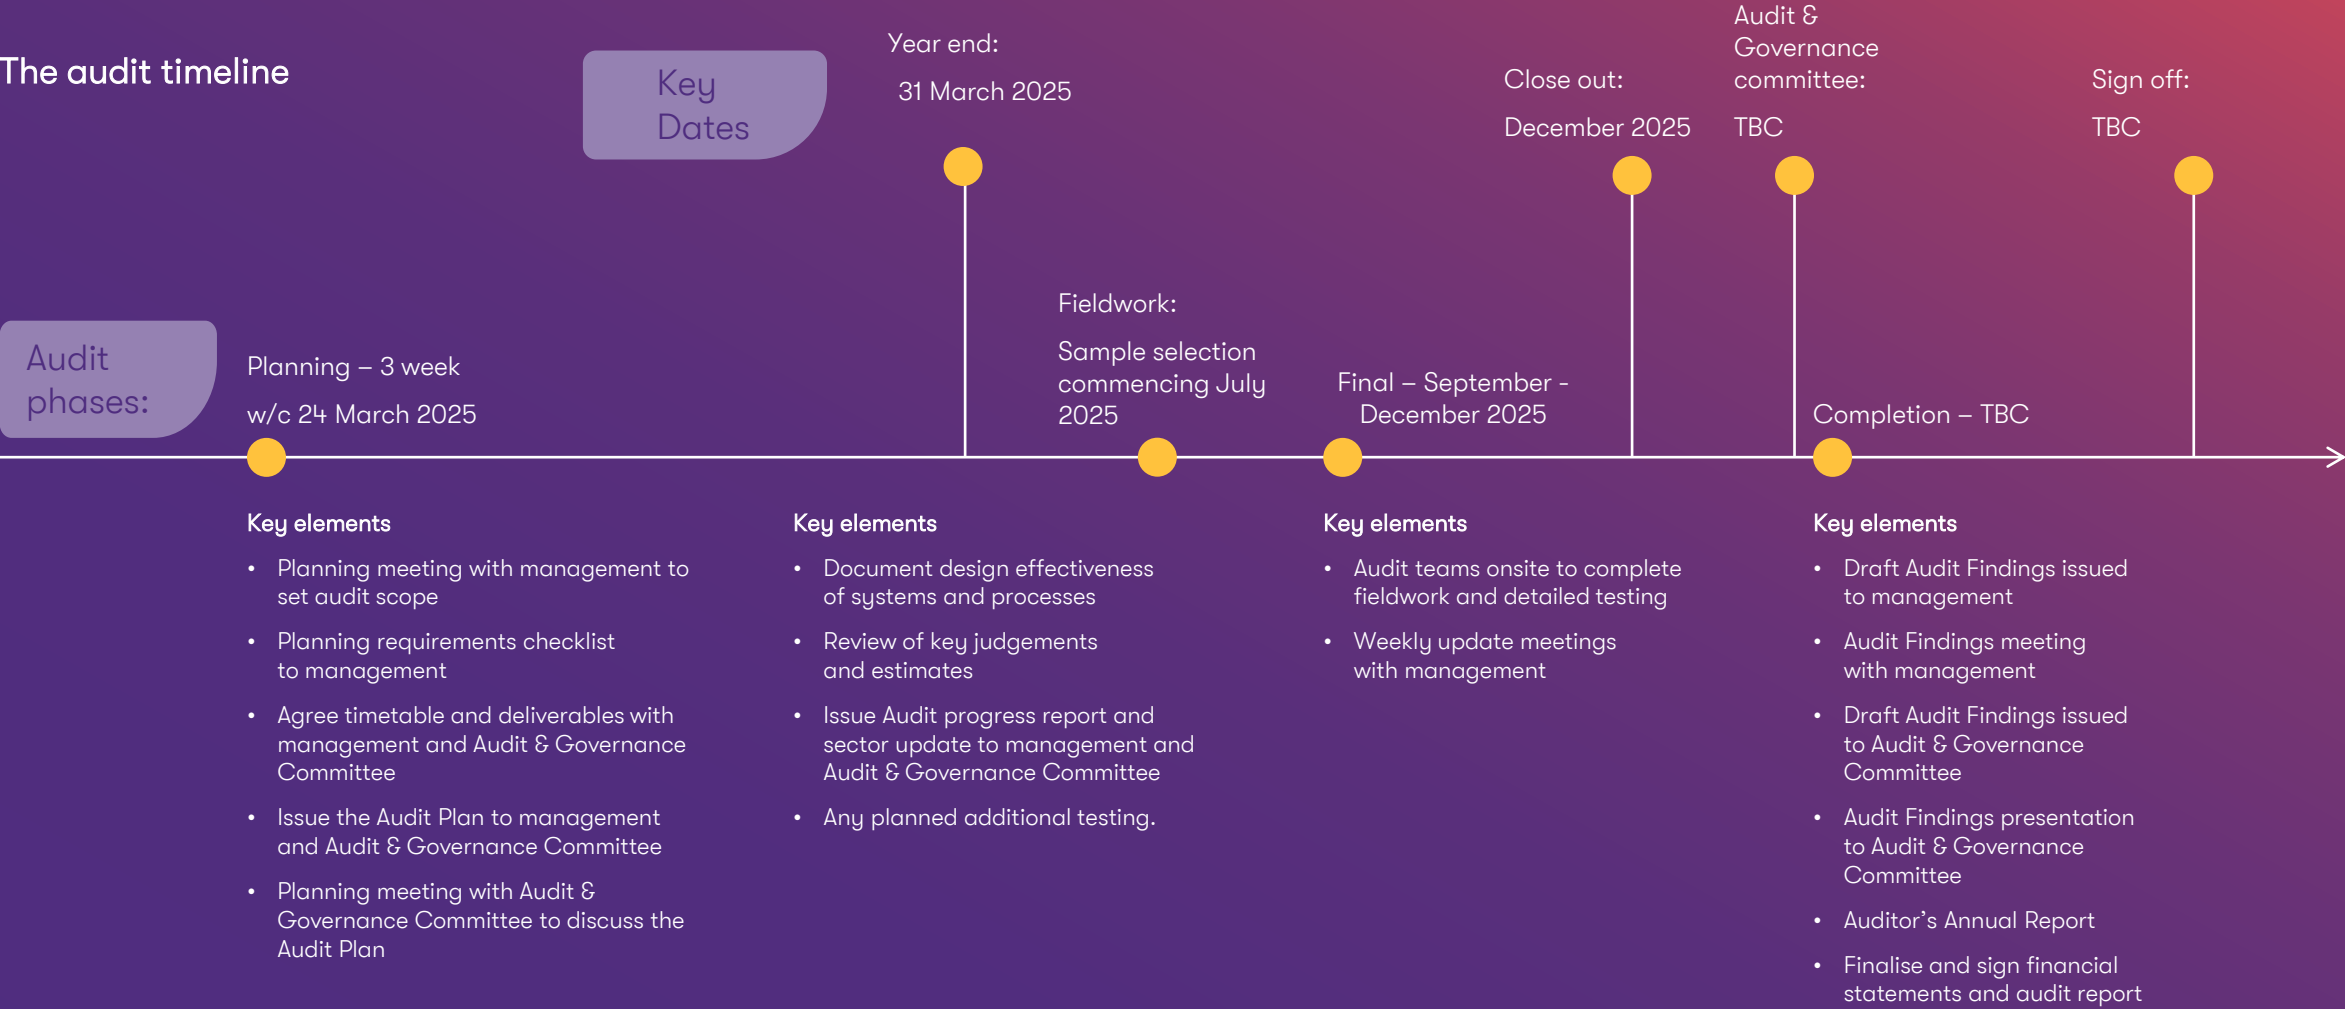 The audit timeline
Key
Dates
Year end:
31 March 2025
Close out:
December 2025
Audit &
Governance
committee:
TBC
Sign off:
TBC
Audit
phases:
Planning – 3 week
w/c 24 March 2025
Fieldwork:
Sample selection
commencing July
2025
Final – September -
December 2025
Completion – TBC
Key elements
• Planning meeting with management to
set audit scope
• Planning requirements checklist
to management
• Agree timetable and deliverables with
management and Audit & Governance
Committee
• Issue the Audit Plan to management
and Audit & Governance Committee
• Planning meeting with Audit &
Governance Committee to discuss the
Audit Plan
Key elements
• Document design effectiveness
of systems and processes
• Review of key judgements
and estimates
• Issue Audit progress report and
sector update to management and
Audit & Governance Committee
• Any planned additional testing.
Key elements
• Audit teams onsite to complete
fieldwork and detailed testing
• Weekly update meetings
with management
Key elements
• Draft Audit Findings issued
to management
• Audit Findings meeting
with management
• Draft Audit Findings issued
to Audit & Governance
Committee
• Audit Findings presentation
to Audit & Governance
Committee
• Auditor’s Annual Report
• Finalise and sign financial
statements and audit report